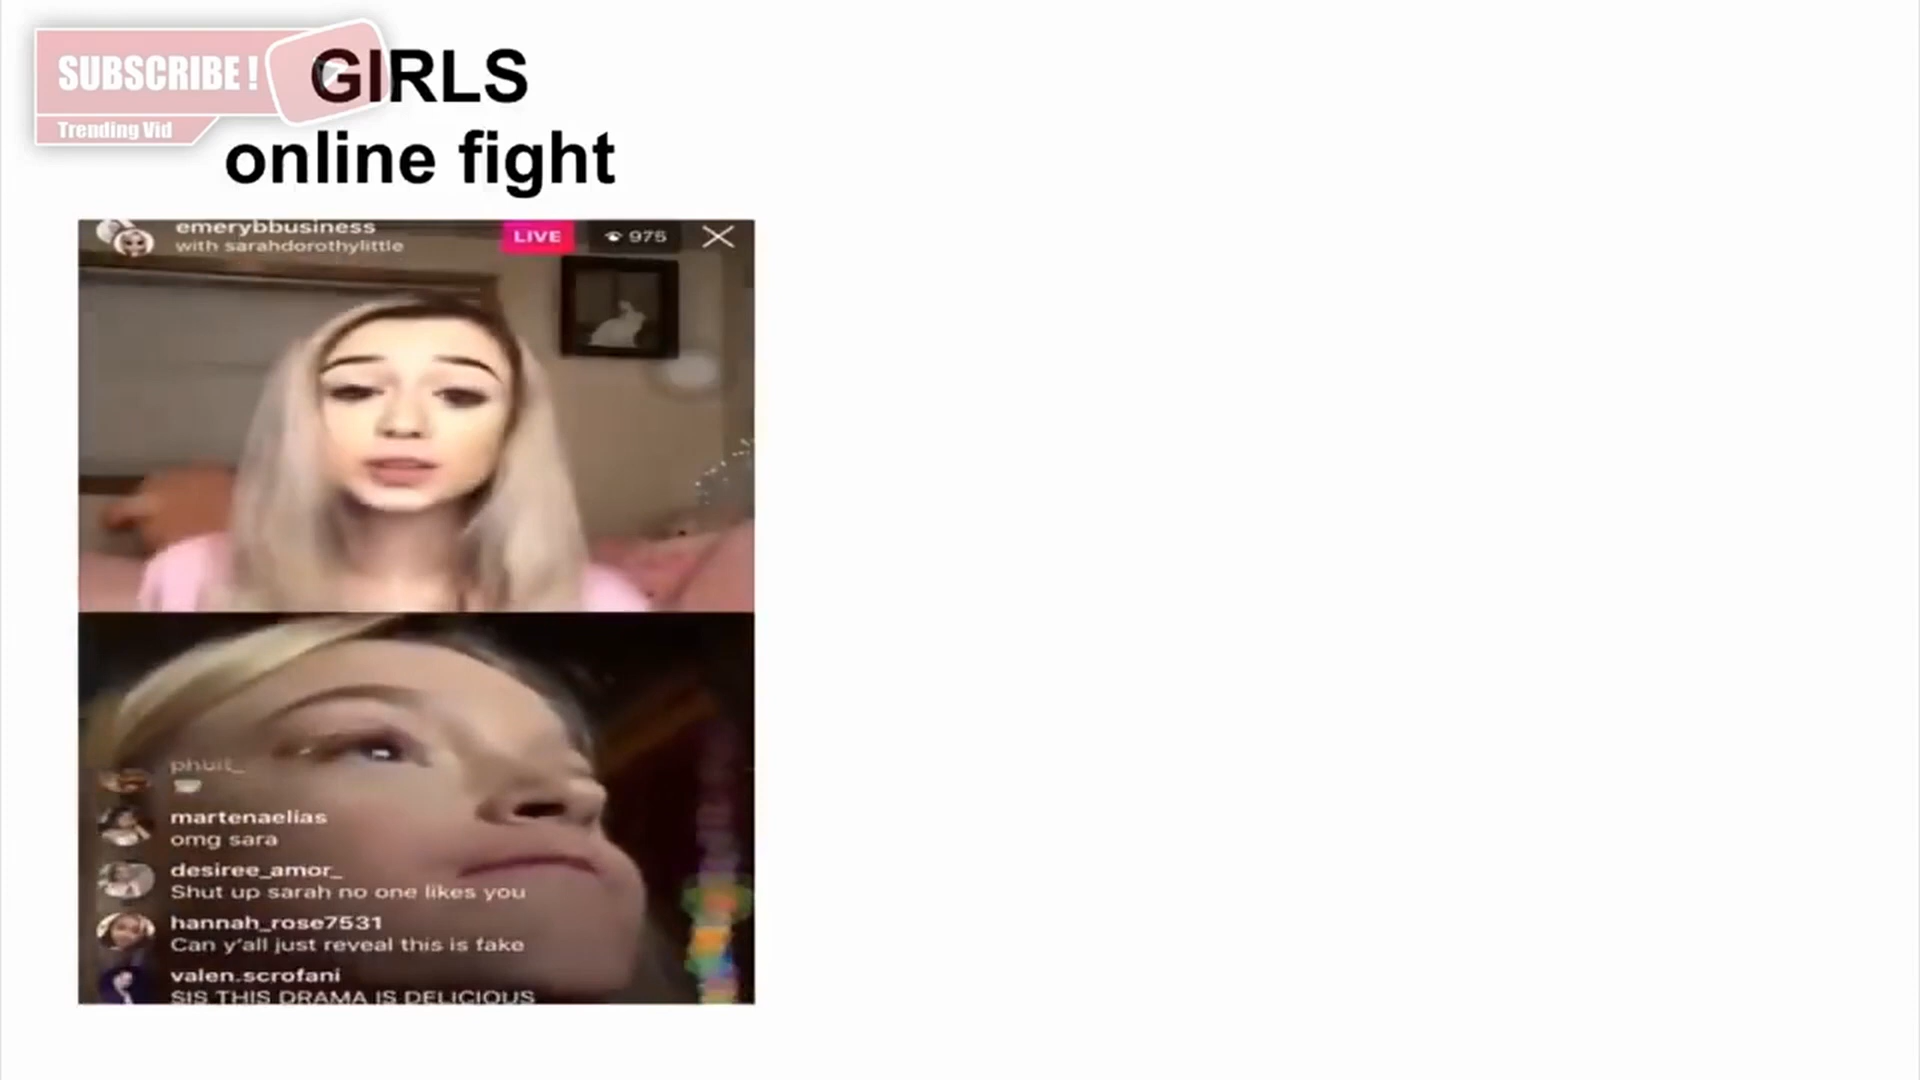 SUBSCRIBE !
Trending Vid
GIRLS
online fight
emerybbusiness
with sarahdorothylittle
LIVE
975
phuit_
martenaelias
omg sara
desiree_amor_
Shut up sarah no one likes you
hannah_rose7531
Can y'all just reveal this is fake
valen.scrofani
SIS THIS DRAMA IS DELICIOUS